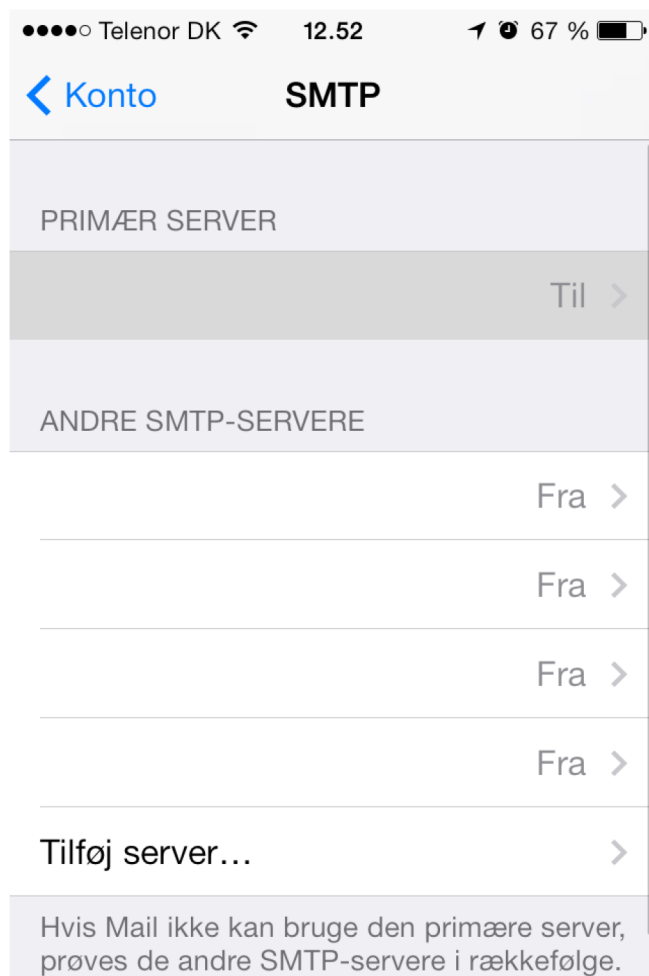 Telenor DK 12.52 67 %
Konto SMTP
PRIMÆR SERVER
Til
ANDRE SMTP-SERVERE
Fra
Fra
Fra
Fra
Tilføj server...
Hvis Mail ikke kan bruge den primære server,
prøves de andre SMTP-servere i rækkefølge.